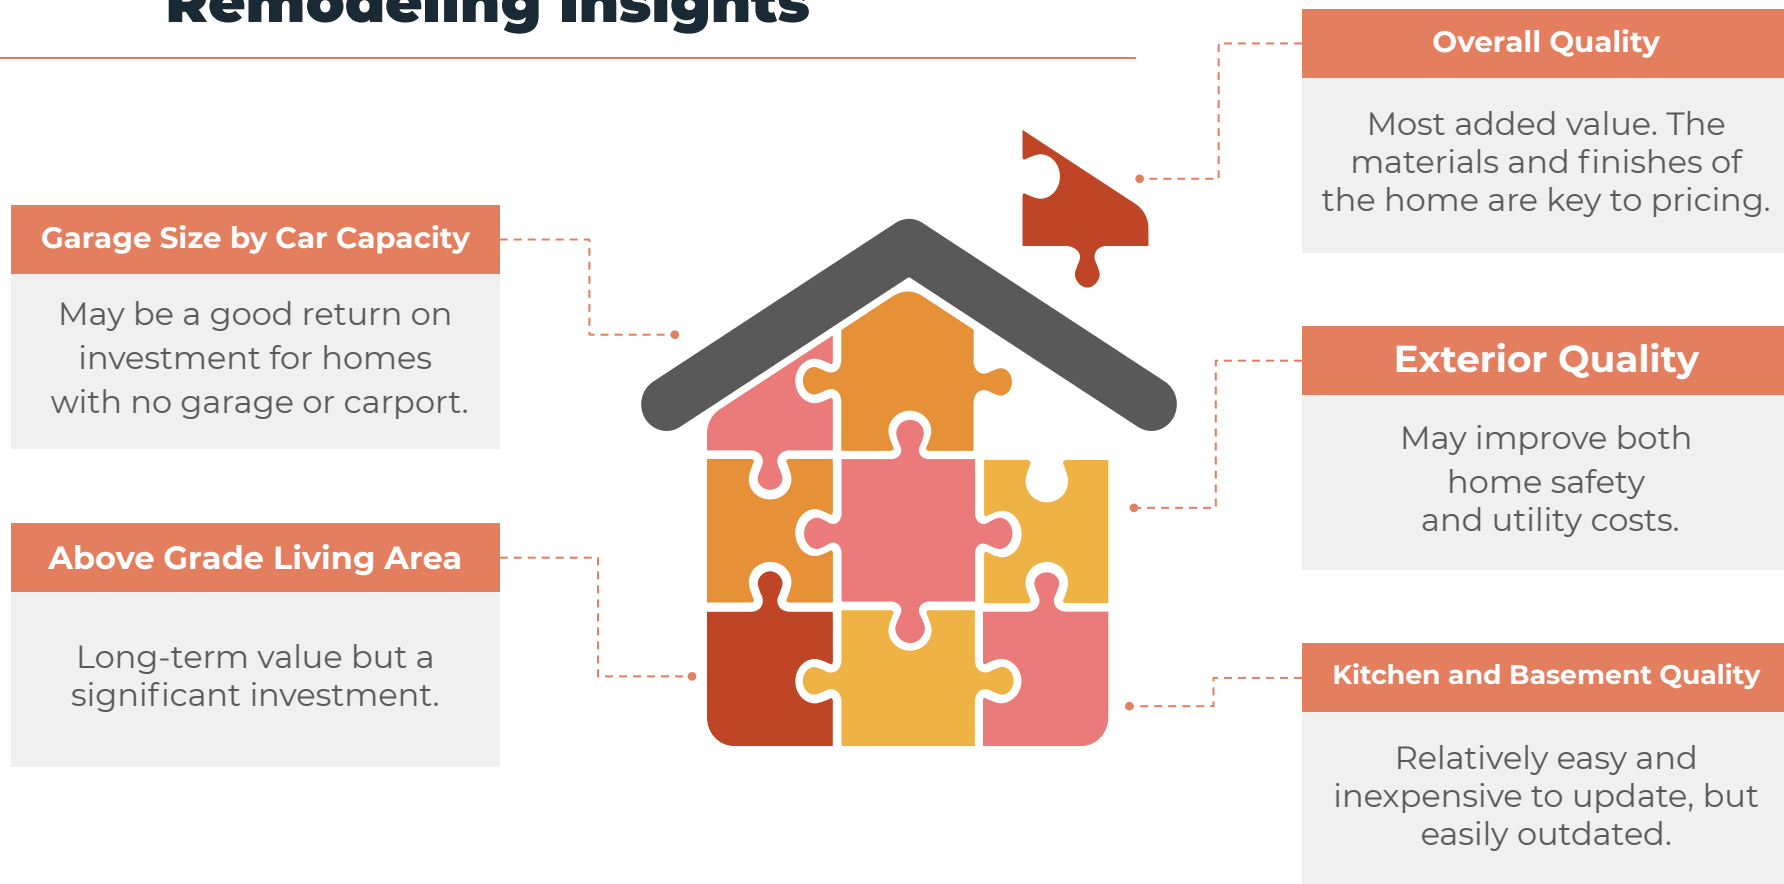 Remodeling Insights
Garage Size by Car Capacity
May be a good return on
investment for homes
with no garage or carport.
Above Grade Living Area
Long-term value but a
significant investment.
Overall Quality
Most added value. The
materials and finishes of
the home are key to pricing.
Exterior Quality
May improve both
home safety
and utility costs.
Kitchen and Basement Quality
Relatively easy and
inexpensive to update, but
easily outdated.